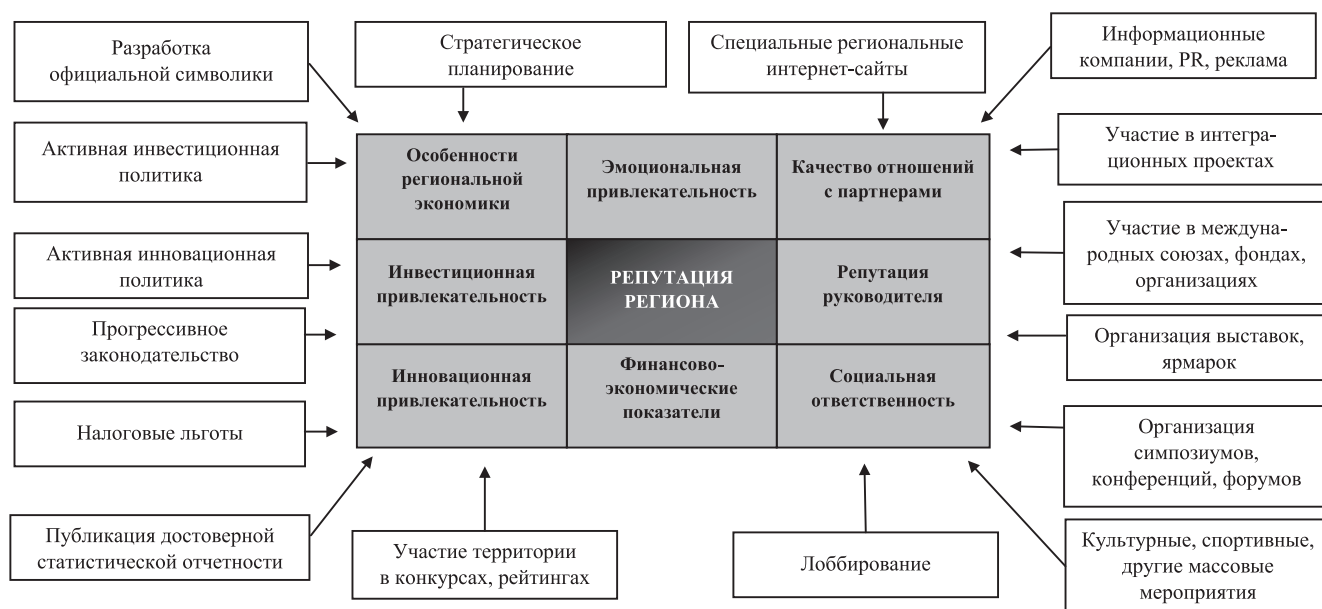 Разработка
официальной символики
Стратегическое
планирование
Специальные региональные
интернет-сайты
Информационные
компании, PR, реклама
Активная инвестиционная
политика
Активная инновационная
политика
Прогрессивное
законодательство
Налоговые льготы
Публикация достоверной
статистической отчетности
Особенности
региональной
экономики
Эмоциональная
привлекательность
Качество отношений
с партнерами
Инвестиционная
привлекательность
РЕПУТАЦИЯ
РЕГИОНА
Репутация
руководителя
Инновационная
привлекательность
Финансово-
экономические
показатели
Социальная
ответственность
Участие в интегра-
ционных проектах
Участие в междуна-
родных союзах, фондах,
организациях
Организация выставок,
ярмарок
Организация
симпозиумов,
конференций, форумов
Участие территории
в конкурсах, рейтингах
Лоббирование
Культурные, спортивные,
другие массовые
мероприятия